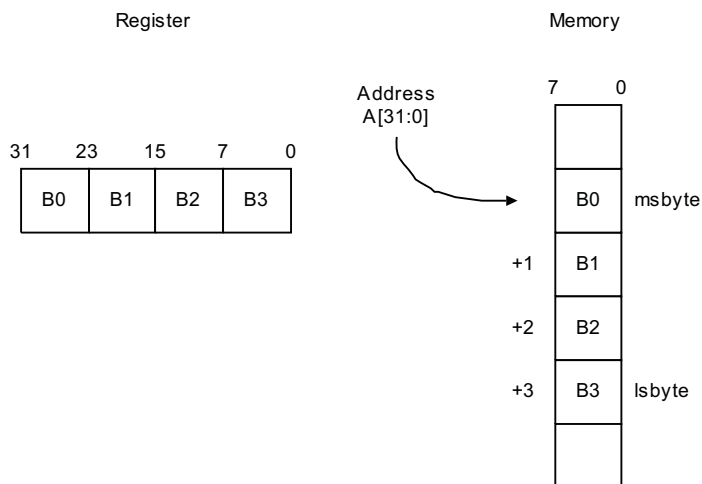 Register
Memory
Address
A[31:0]
7 0
31 23 15 7 0
B0 B1 B2 B3
B0 msbyte
+1 B1
+2 B2
+3 B3 lsbyte